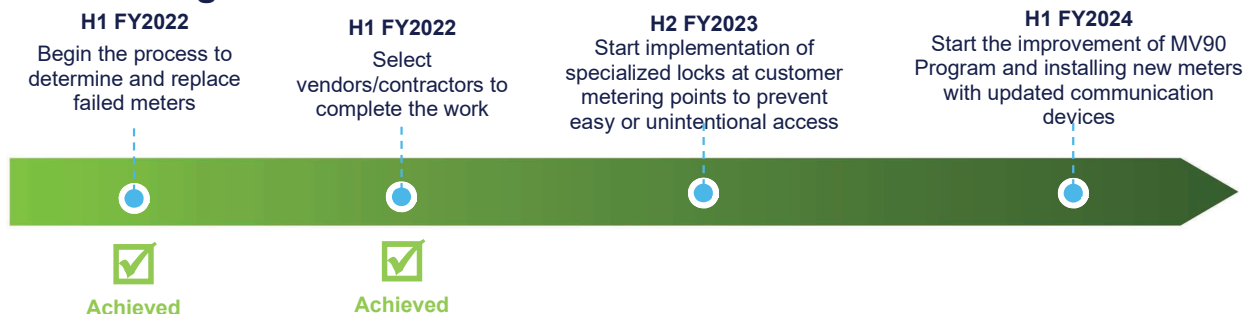 H1 FY2022
Begin the process to
determine and replace
failed meters
H1 FY2022
Select
vendors/contractors to
complete the work
H2 FY2023
Start implementation of
specialized locks at customer
metering points to prevent
easy or unintentional access
H1 FY2024
Start the improvement of MV90
Program and installing new meters
with updated communication
devices
Achieved
Achieved